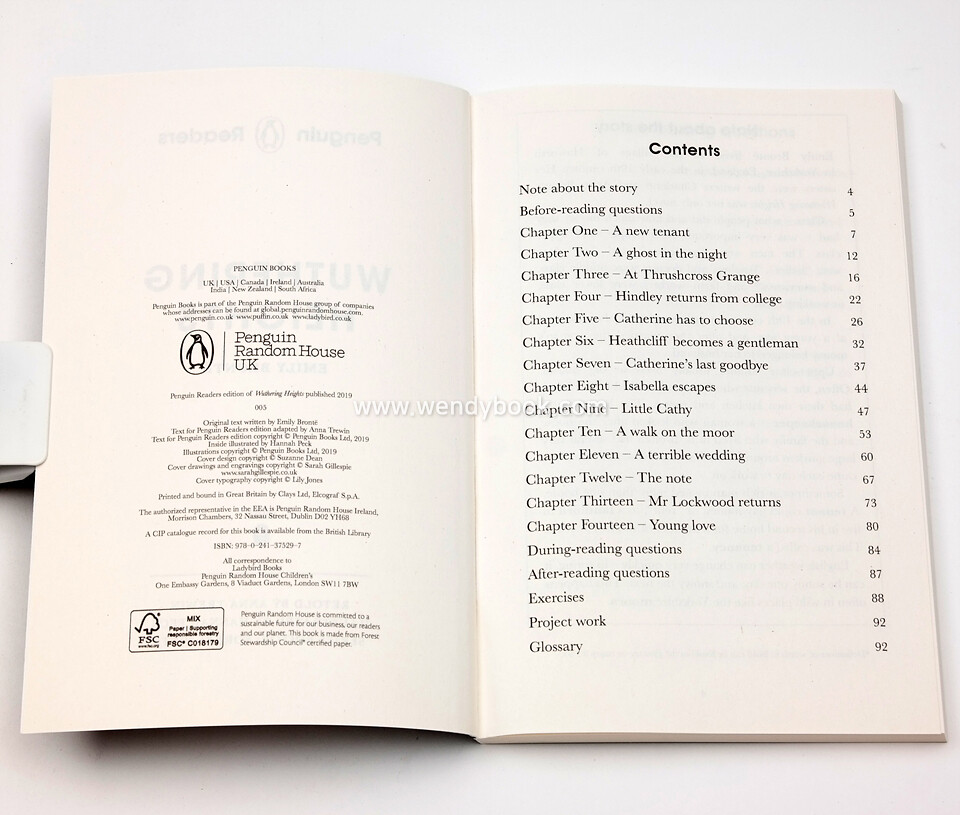 PENGUIN BOOKS
UK | USA | Canada | Ireland | Australia
India | New Zealand | South Africa
Penguin Books is part of the Penguin Random House group of companies
whose addresses can be found at global.penguinrandomhouse.com.
www.penguin.co.uk www.puffin.co.uk www.ladybird.co.uk
Penguin
Random House
UK
Penguin Readers edition of Wuthering Heights published 2019
003
Original text written by Emily Brontë
Text for Penguin Readers edition adapted by Anna Trewin
Text for Penguin Readers edition copyright © Penguin Books Ltd, 2019
Inside illustrated by Hannah Peck
Illustrations copyright © Penguin Books Ltd, 2019
Cover design copyright © Suzanne Dean
Cover drawings and engravings copyright © Sarah Gillespie
www.sarahgillespie.co.uk
Cover typography copyright © Lily Jones
Printed and bound in Great Britain by Clays Ltd, Elcograf S.p.A.
The authorized representative in the EEA is Penguin Random House Ireland,
Morrison Chambers, 32 Nassau Street, Dublin D02 YH68
A CIP catalogue record for this book is available from the British Library
ISBN: 978-0-241-37529-7
All correspondence to
Ladybird Books
Penguin Random House Children's
One Embassy Gardens, 8 Viaduct Gardens, London SW11 7BW
FSC
www.fsc.org
MIX
Paper | Supporting
responsible forestry
FSC® C018179
Penguin Random House is committed to a
sustainable future for our business, our readers
and our planet. This book is made from Forest
Stewardship Council® certified paper.
www.wendybook.com
Contents
Note about the story 4
Before-reading questions 5
Chapter One – A new tenant 7
Chapter Two – A ghost in the night 12
Chapter Three – At Thrushcross Grange 16
Chapter Four – Hindley returns from college 22
Chapter Five – Catherine has to choose 26
Chapter Six – Heathcliff becomes a gentleman 32
Chapter Seven – Catherine's last goodbye 37
Chapter Eight – Isabella escapes 44
Chapter Nine – Little Cathy 47
Chapter Ten – A walk on the moor 53
Chapter Eleven – A terrible wedding 60
Chapter Twelve – The note 67
Chapter Thirteen – Mr Lockwood returns 73
Chapter Fourteen – Young love 80
During-reading questions 84
After-reading questions 87
Exercises 88
Project work 92
Glossary 92